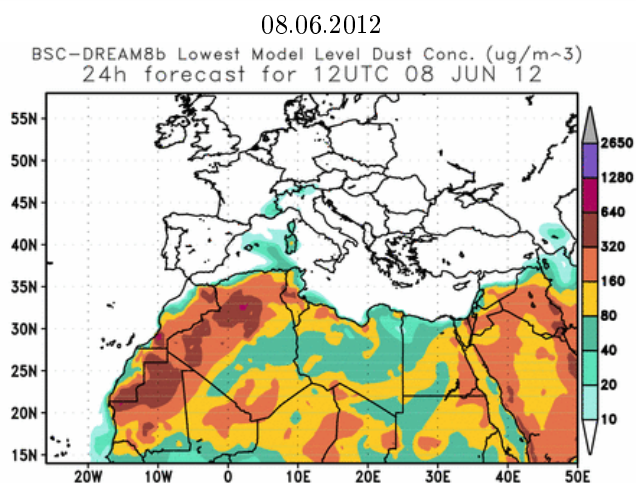 08.06.2012
BSC-DREAM8b Lowest Model Level Dust Conc. (ug/m^3)
24h forecast for 12UTC 08 JUN 12
55N
50N
45N
40N
35N
30N
25N
20N
15N
20W 10W 0 10E 20E 30E 40E 50E
2650
1280
640
320
160
80
40
20
10